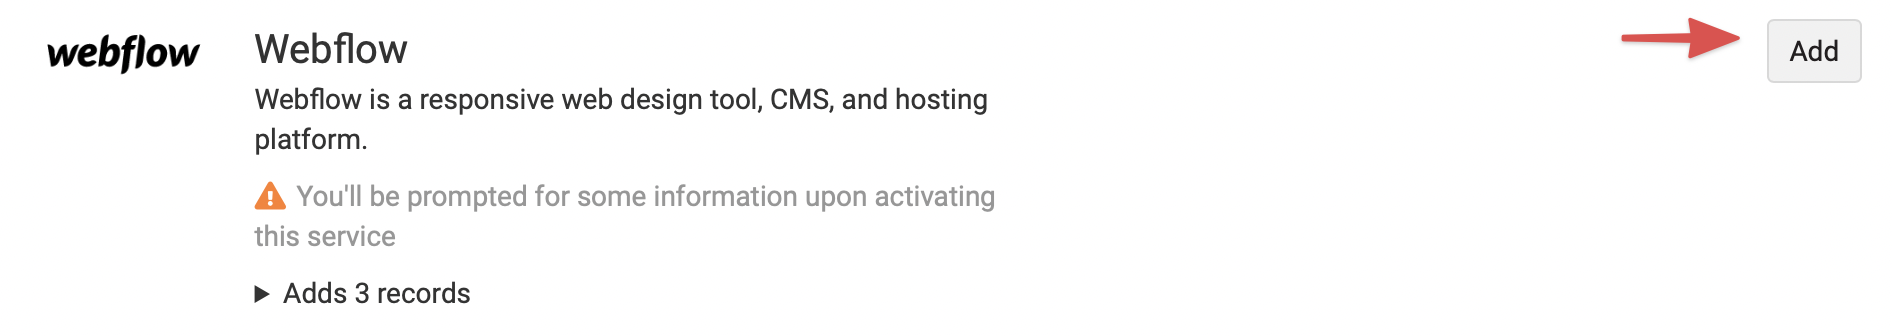 webflow
Webflow
Add
Webflow is a responsive web design tool, CMS, and hosting
platform.
You'll be prompted for some information upon activating
this service
Adds 3 records